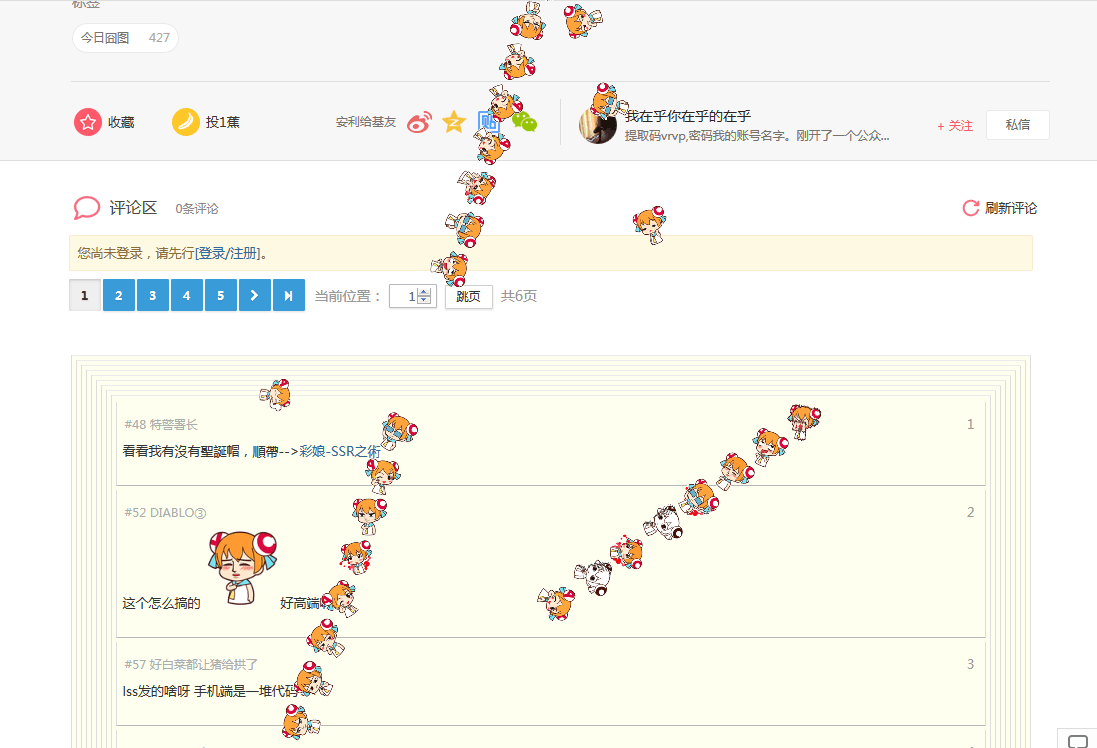 标签
今日囧图 427
收藏
投1蕉
安利给基友
贴
我在乎你在乎的在乎
提取码vrvp,密码我的账号名字。刚开了一个公众...
+ 关注
私信
评论区 0条评论
刷新评论
您尚未登录，请先行[登录/注册]。
1 2 3 4 5 当前位置： 1 跳页 共6页
#48 特警署长 1
看看我有沒有聖誕帽，順帶-->彩娘-SSR之術
#52 DIABLO③ 2
这个怎么搞的 好高端
#57 好白菜都让猪给拱了 3
lss发的啥呀 手机端是一堆代码